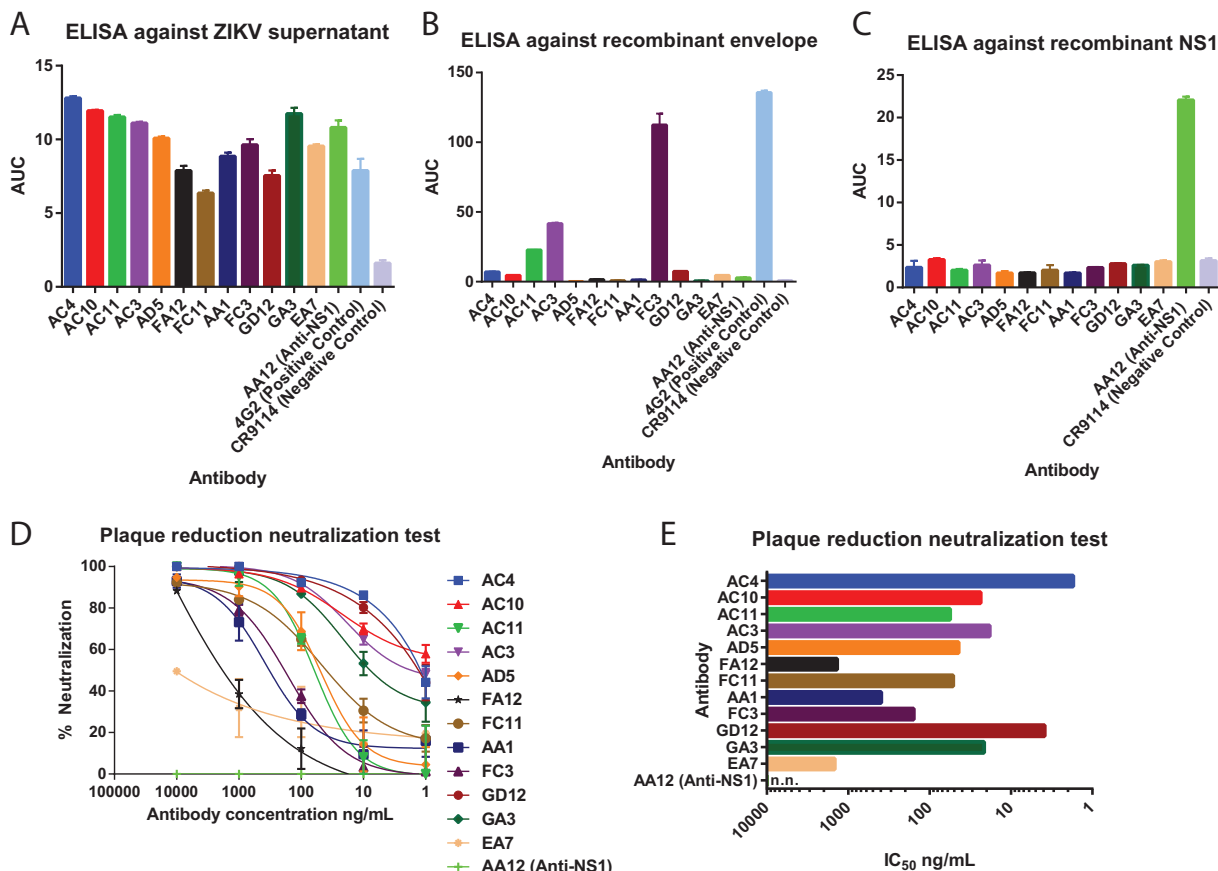 A
ELISA against ZIKV supernatant
15
10
5
0
AUC
AC4
AC10
AC11
AC3
AD5
FA12
FC11
AA1
FC3
GD12
GA3
EA7
AA12 (Anti-NS1)
4G2 (Positive Control)
CR9114 (Negative Control)
Antibody
B
ELISA against recombinant envelope
150
100
50
0
AUC
AC4
AC10
AC11
AC3
AD5
FA12
FC11
AA1
FC3
GD12
GA3
EA7
AA12 (Anti-NS1)
4G2 (Positive Control)
CR9114 (Negative Control)
Antibody
C
ELISA against recombinant NS1
25
20
15
10
5
0
AUC
AC4
AC10
AC11
AC3
AD5
FA12
FC11
AA1
FC3
GD12
GA3
EA7
AA12 (Anti-NS1)
CR9114 (Negative Control)
Antibody
D
Plaque reduction neutralization test
100
80
60
40
20
0
% Neutralization
100000
10000
1000
100
10
1
Antibody concentration ng/mL
AC4
AC10
AC11
AC3
AD5
FA12
FC11
AA1
FC3
GD12
GA3
EA7
AA12 (Anti-NS1)
E
Plaque reduction neutralization test
Antibody
AC4
AC10
AC11
AC3
AD5
FA12
FC11
AA1
FC3
GD12
GA3
EA7
AA12 (Anti-NS1)
n.n.
10000
1000
100
10
1
IC50 ng/mL